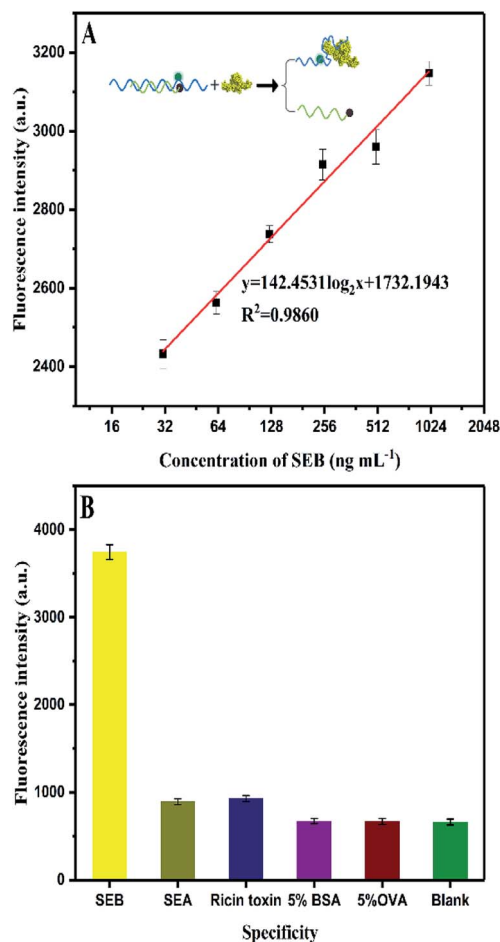 A
Fluorescence intensity (a.u.)
3200
3000
2800
2600
2400
+
y=142.4531log₂x+1732.1943
R²=0.9860
16 32 64 128 256 512 1024 2048
Concentration of SEB (ng mL⁻¹)
B
Fluorescence intensity (a.u.)
4000
3000
2000
1000
0
SEB SEA Ricin toxin 5% BSA 5%OVA Blank
Specificity